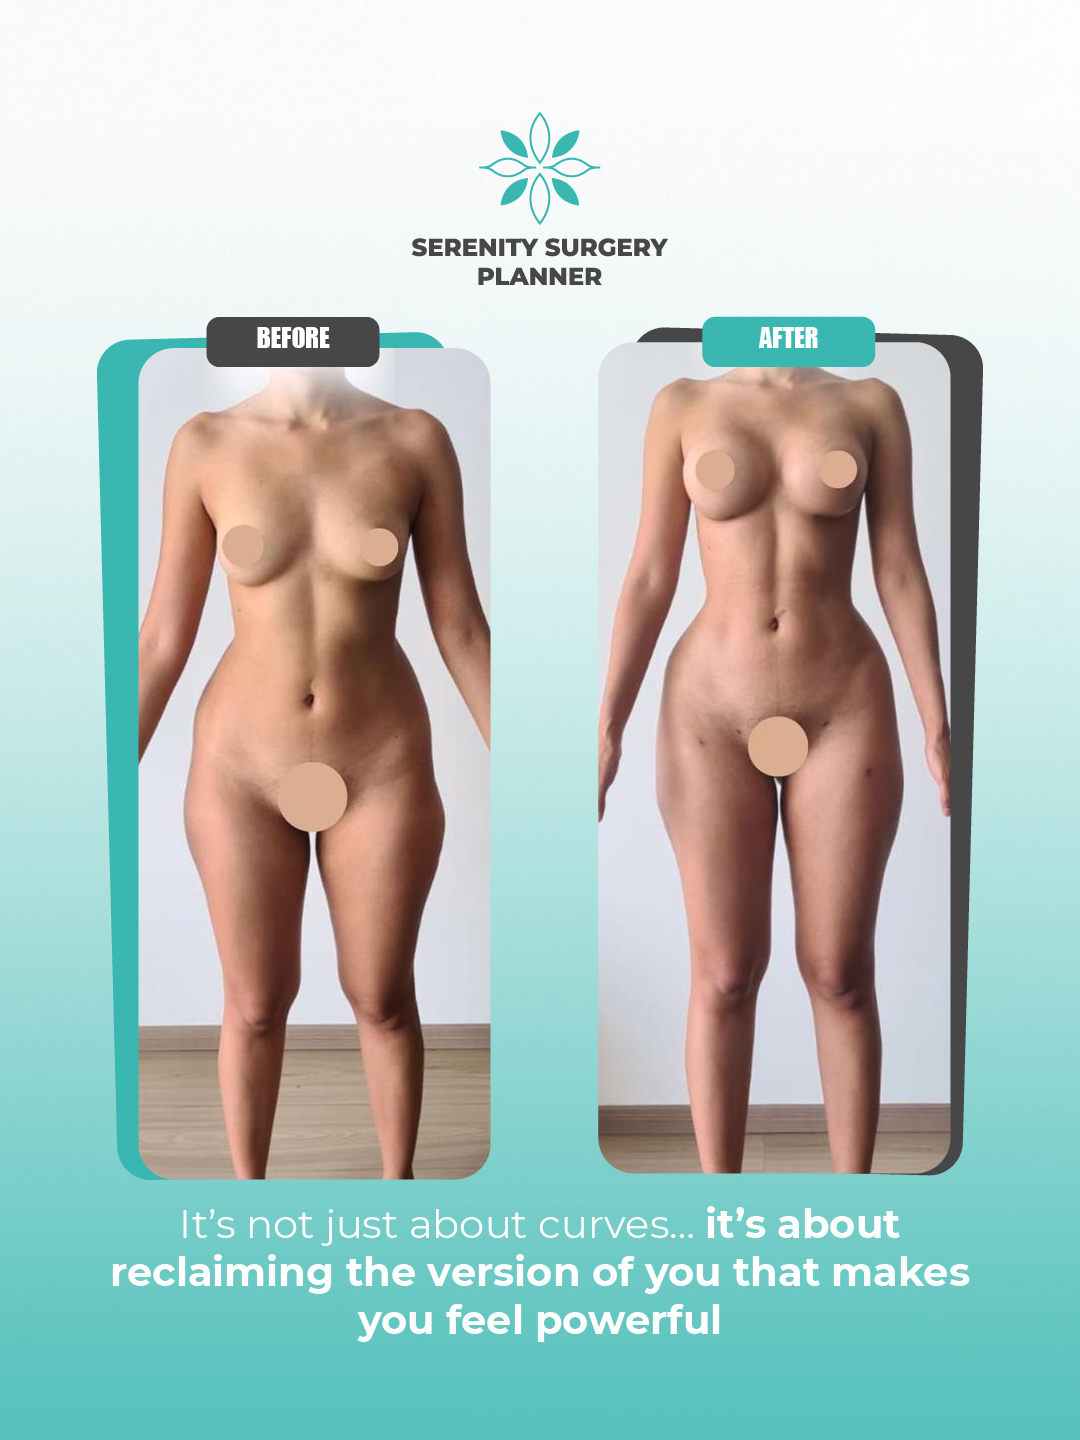 SERENITY SURGERY
PLANNER
BEFORE
AFTER
It's not just about curves... it's about
reclaiming the version of you that makes
you feel powerful